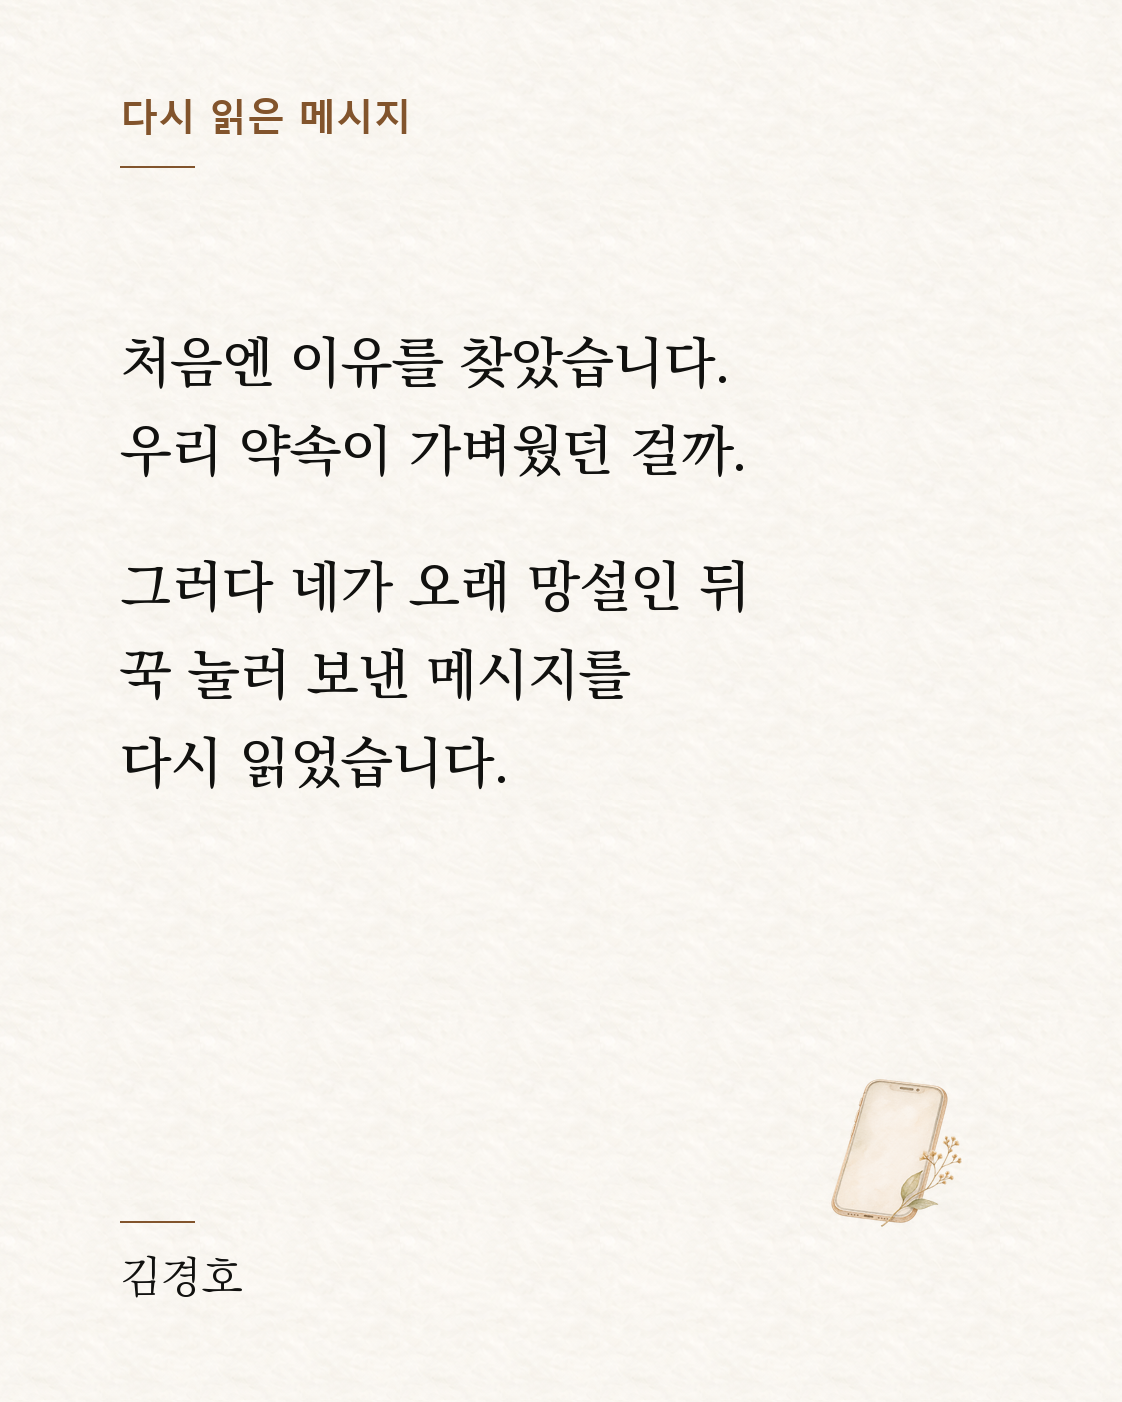 다시 읽은 메시지
처음엔 이유를 찾았습니다.
우리 약속이 가벼웠던 걸까.
그러다 네가 오래 망설인 뒤
꾹 눌러 보낸 메시지를
다시 읽었습니다.
김경호